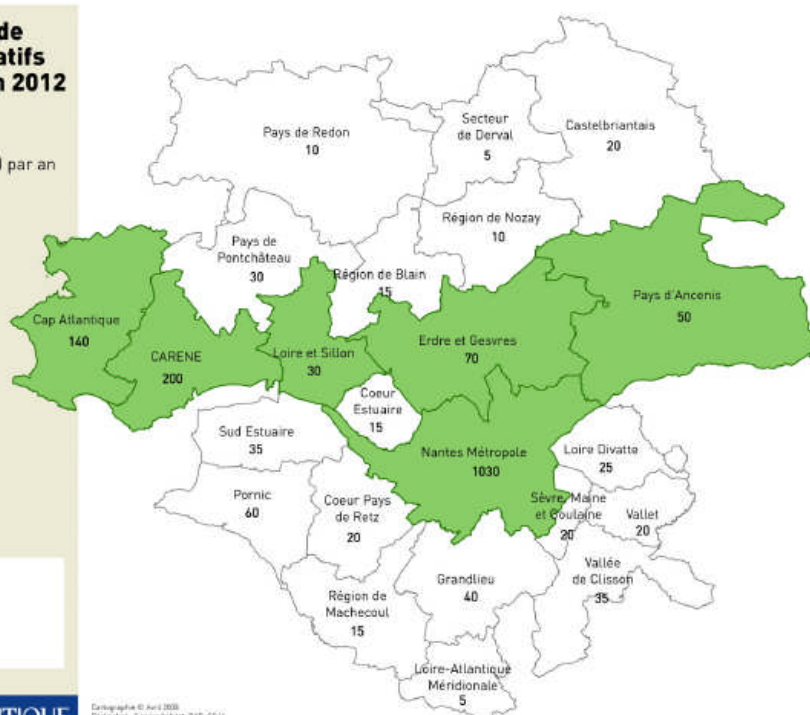 de
atifs
n 2012
) par an
Pays de Redon
10
Secteur
de Derval
5
Castelbriantais
20
Région de Nozay
10
Pays de
Pontchâteau
30
Région de Blain
15
Pays d'Ancenis
50
Cap Atlantique
140
CARENE
200
Loire et Sillon
30
Erdre et Gesvres
70
Coeur
Estuaire
15
Sud Estuaire
35
Nantes Métropole
1030
Loire Divatte
25
Pornic
60
Coeur Pays
de Retz
20
Sèvre, Maine
et Goulaine
20
Vallet
20
Grandlieu
40
Vallée
de Clisson
35
Région de
Machecoul
15
Loire-Atlantique
Méridionale
5
TIQUE
Cartographie © Avril 2008